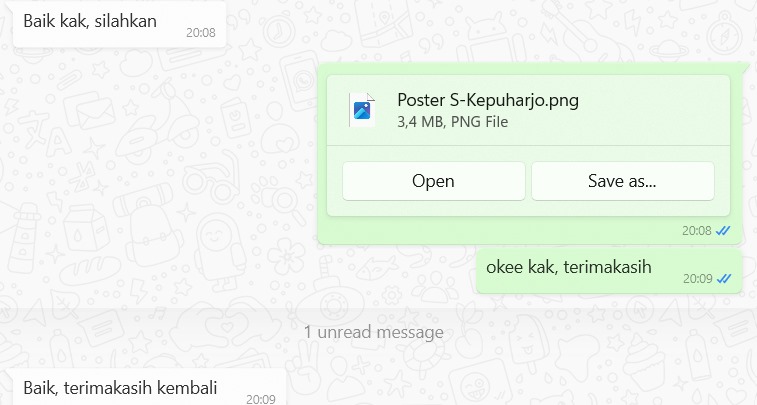 Baik kak, silahkan
20:08
Poster S-Kepuharjo.png
3,4 MB, PNG File
Open
Save as...
20:08
okee kak, terimakasih
20:09
1 unread message
Baik, terimakasih kembali
20:09